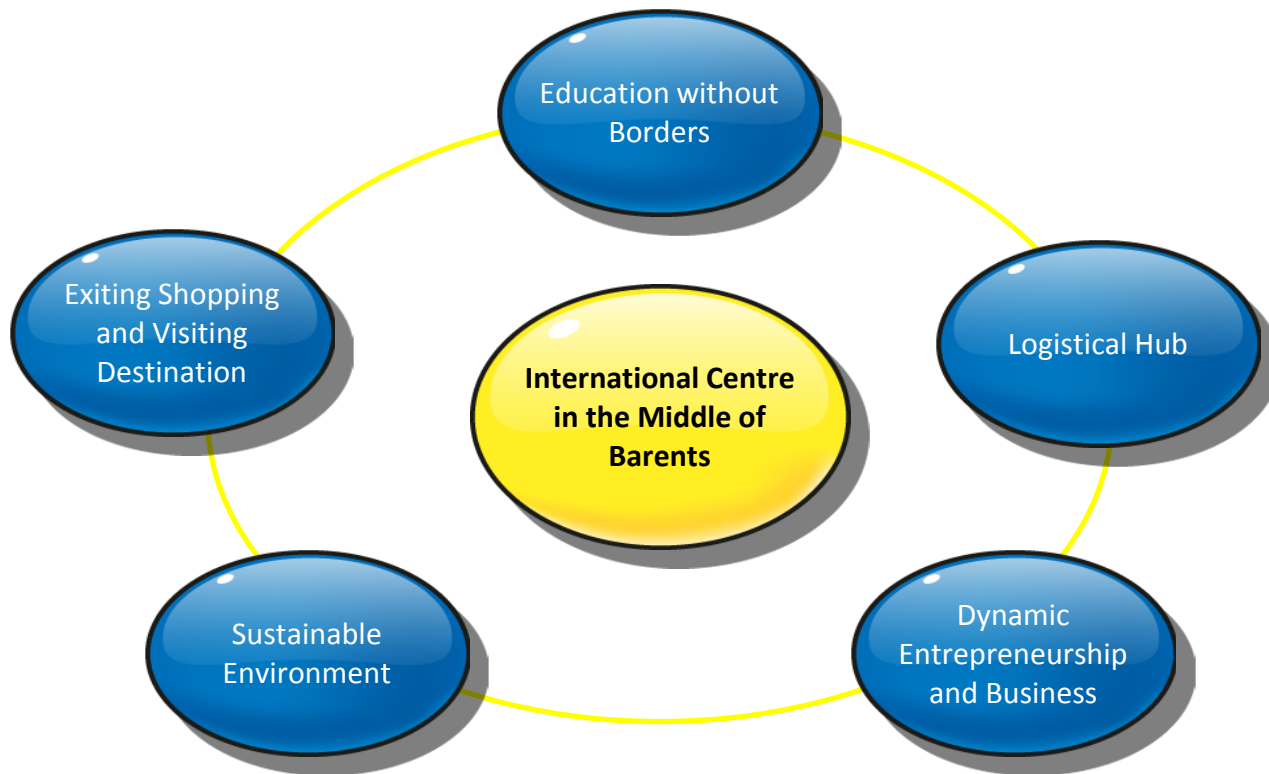 Education without
Borders
Exiting Shopping
and Visiting
Destination
Logistical Hub
International Centre
in the Middle of
Barents
Sustainable
Environment
Dynamic
Entrepreneurship
and Business